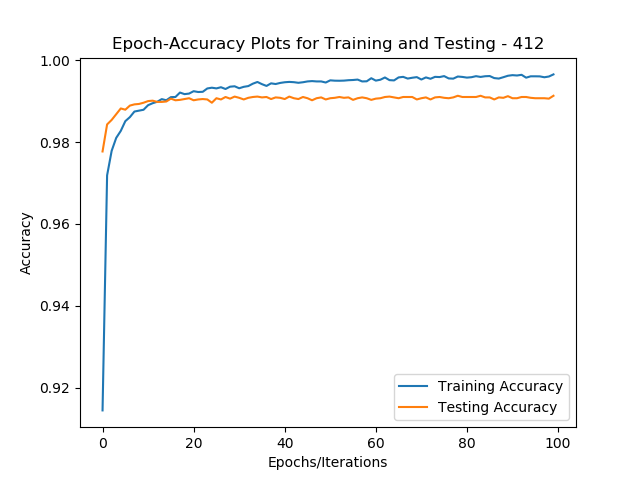 Epoch-Accuracy Plots for Training and Testing - 412
1.00
0.98
0.96
0.94
0.92
Accuracy
0 20 40 60 80 100
Epochs/Iterations
Training Accuracy
Testing Accuracy